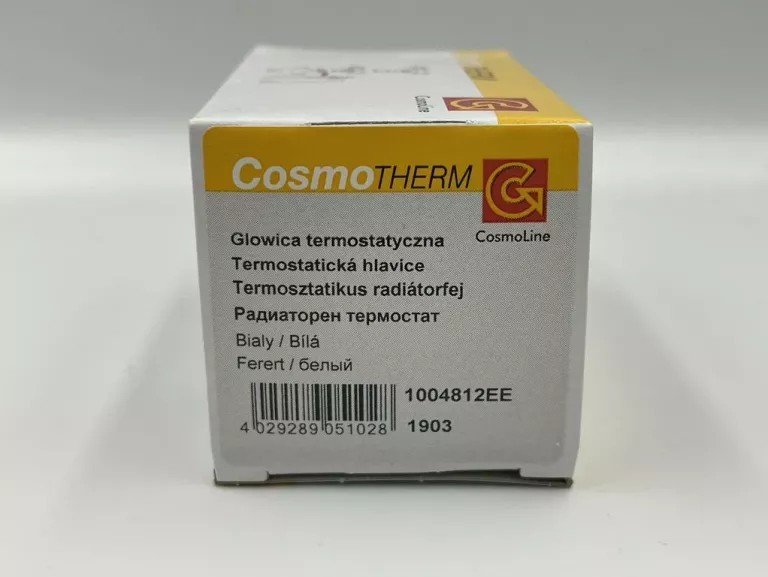 CosmoLine
CosmoTHERM
CosmoLine
Glowica termostatyczna
Termostatická hlavice
Termosztatikus radiátorfej
Радиаторен термостат
Bialy / Bílá
Ferert / белый
1004812EE
4 029289 051028
1903